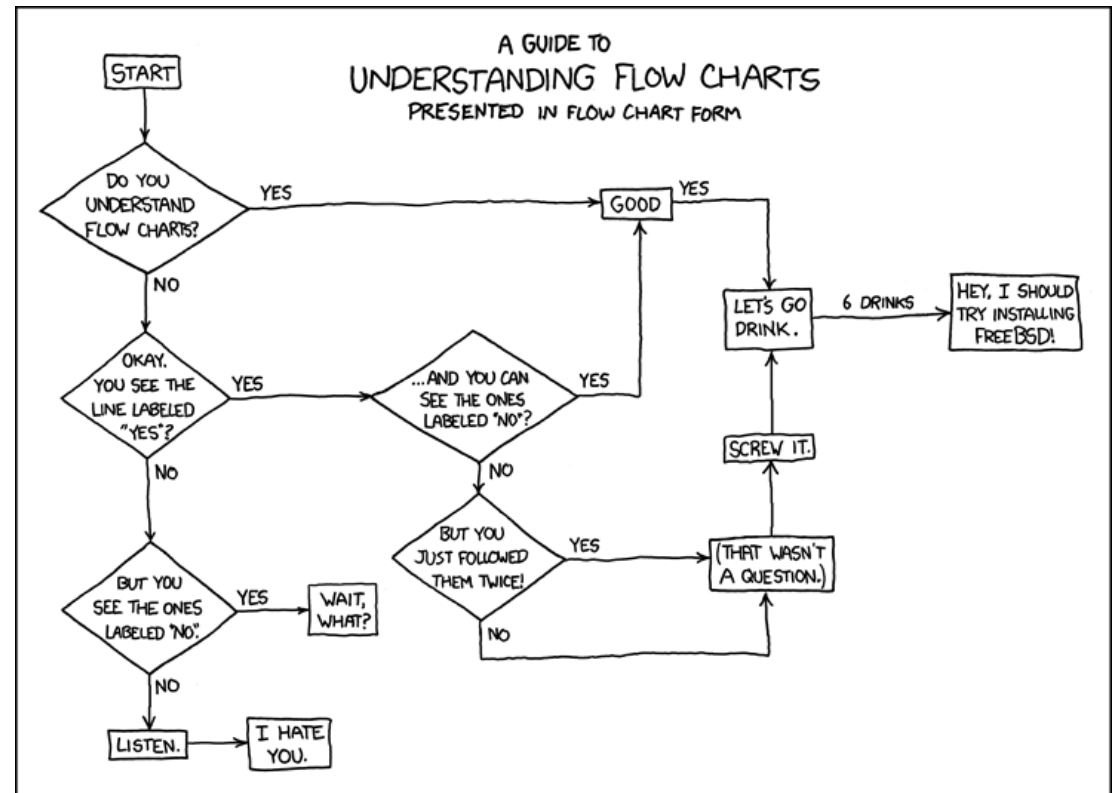 A GUIDE TO
UNDERSTANDING FLOW CHARTS
PRESENTED IN FLOW CHART FORM
START
DO YOU
UNDERSTAND
FLOW CHARTS?
YES
GOOD
YES
NO
LET'S GO
DRINK.
6 DRINKS
HEY, I SHOULD
TRY INSTALLING
FREEBSD!
OKAY.
YOU SEE THE
LINE LABELED
"YES"?
YES
...AND YOU CAN
SEE THE ONES
LABELED "NO"?
YES
NO
NO
SCREW IT.
BUT YOU
JUST FOLLOWED
THEM TWICE!
YES
(THAT WASN'T
A QUESTION.)
NO
BUT YOU
SEE THE ONES
LABELED "NO".
YES
WAIT,
WHAT?
NO
LISTEN.
I HATE
YOU.